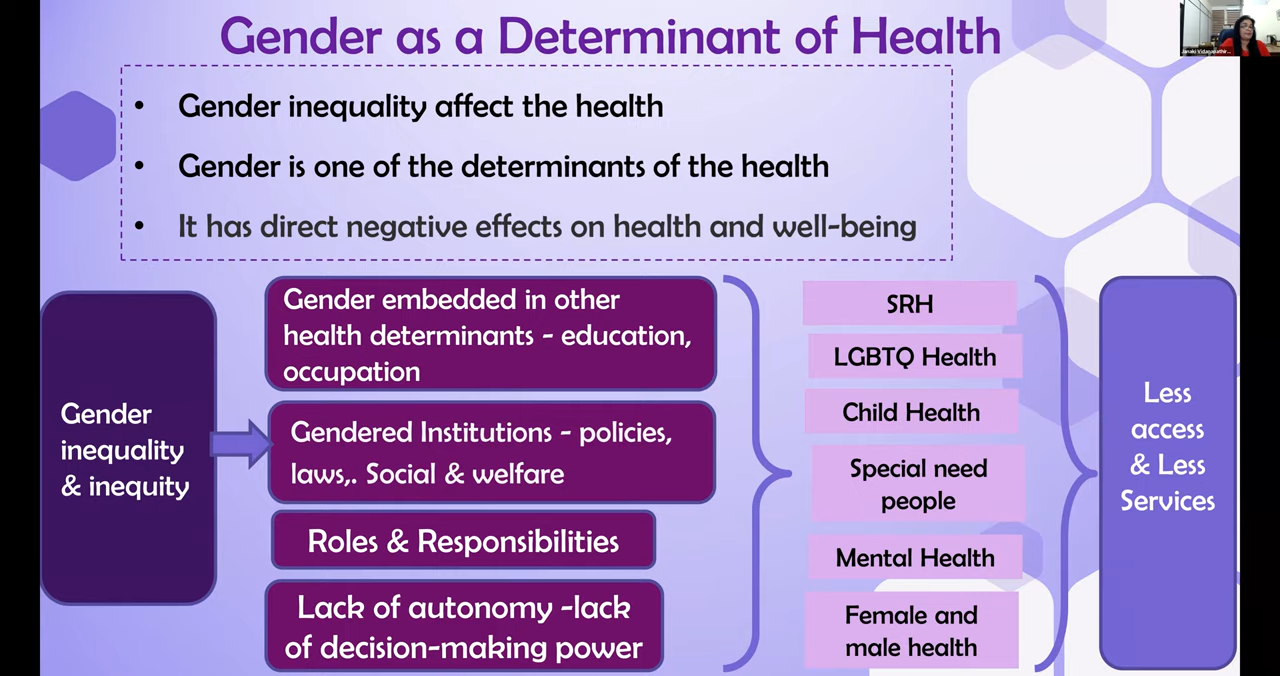 Gender as a Determinant of Health
Janaki Vidanapathir...
• Gender inequality affect the health
• Gender is one of the determinants of the health
• It has direct negative effects on health and well-being
Gender
inequality
& inequity
Gender embedded in other
health determinants - education,
occupation
Gendered Institutions - policies,
laws,. Social & welfare
Roles & Responsibilities
Lack of autonomy -lack
of decision-making power
SRH
LGBTQ Health
Child Health
Special need
people
Mental Health
Female and
male health
Less
access
& Less
Services